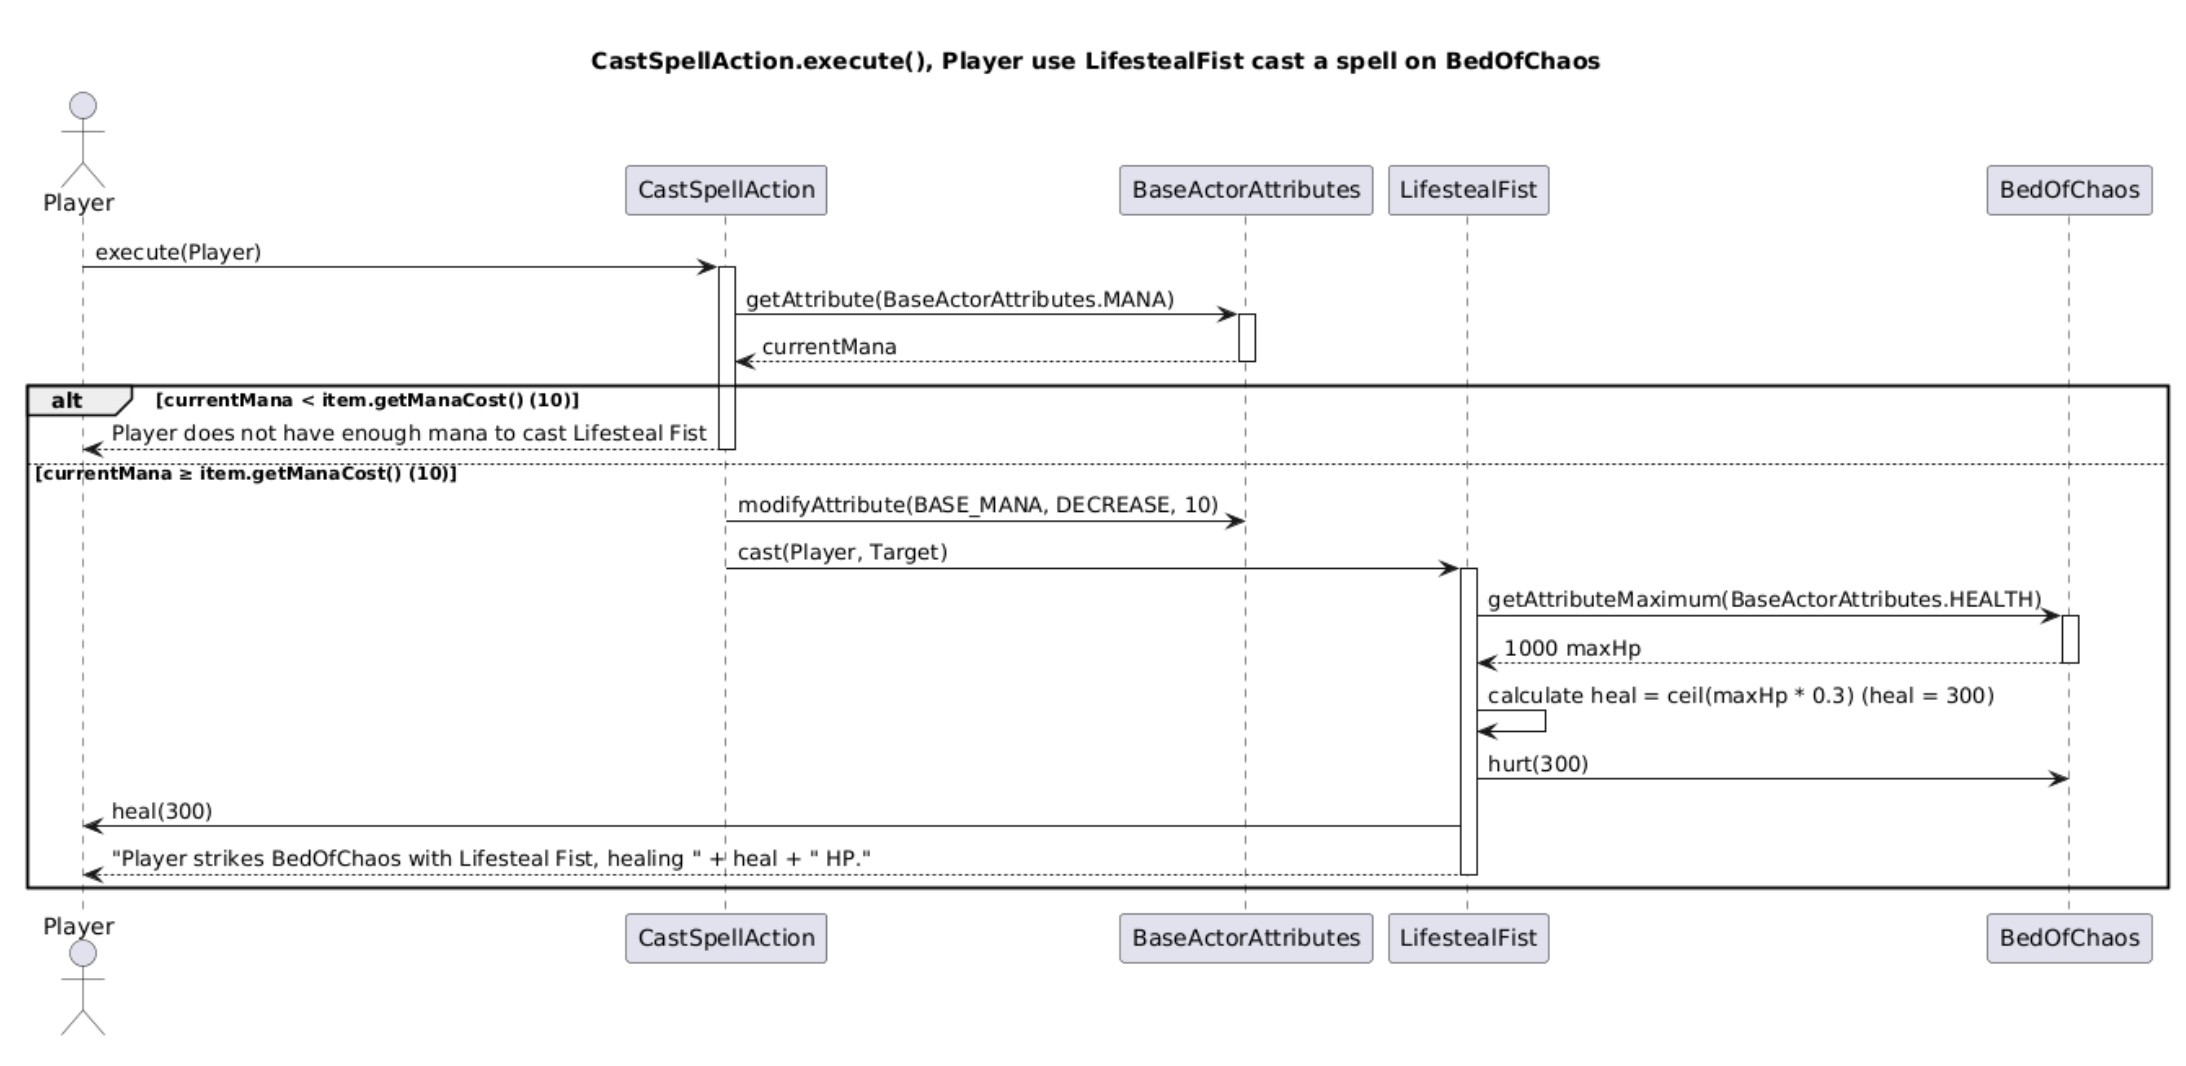 CastSpellAction.execute(), Player use LifestealFist cast a spell on BedOfChaos
Player
CastSpellAction
BaseActorAttributes
LifestealFist
BedOfChaos
execute(Player)
getAttribute(BaseActorAttributes.MANA)
currentMana
alt
[currentMana < item.getManaCost() (10)]
Player does not have enough mana to cast Lifesteal Fist
[currentMana ≥ item.getManaCost() (10)]
modifyAttribute(BASE_MANA, DECREASE, 10)
cast(Player, Target)
getAttributeMaximum(BaseActorAttributes.HEALTH)
1000 maxHp
calculate heal = ceil(maxHp * 0.3) (heal = 300)
hurt(300)
heal(300)
"Player strikes BedOfChaos with Lifesteal Fist, healing " + heal + " HP."
Player
CastSpellAction
BaseActorAttributes
LifestealFist
BedOfChaos